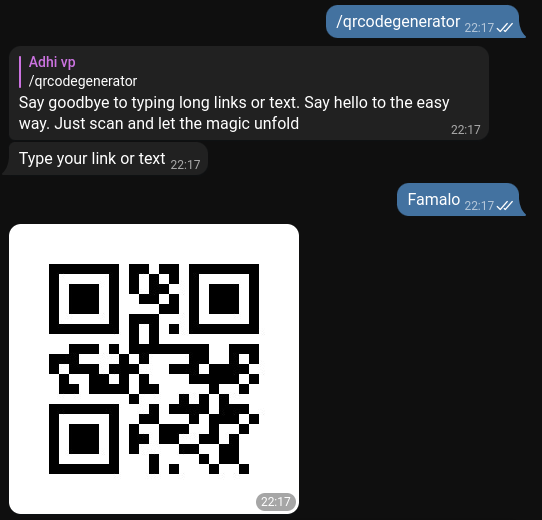 /qrcodegenerator 22:17
Adhi vp
/qrcodegenerator
Say goodbye to typing long links or text. Say hello to the easy
way. Just scan and let the magic unfold
22:17
Type your link or text 22:17
Famalo 22:17
22:17